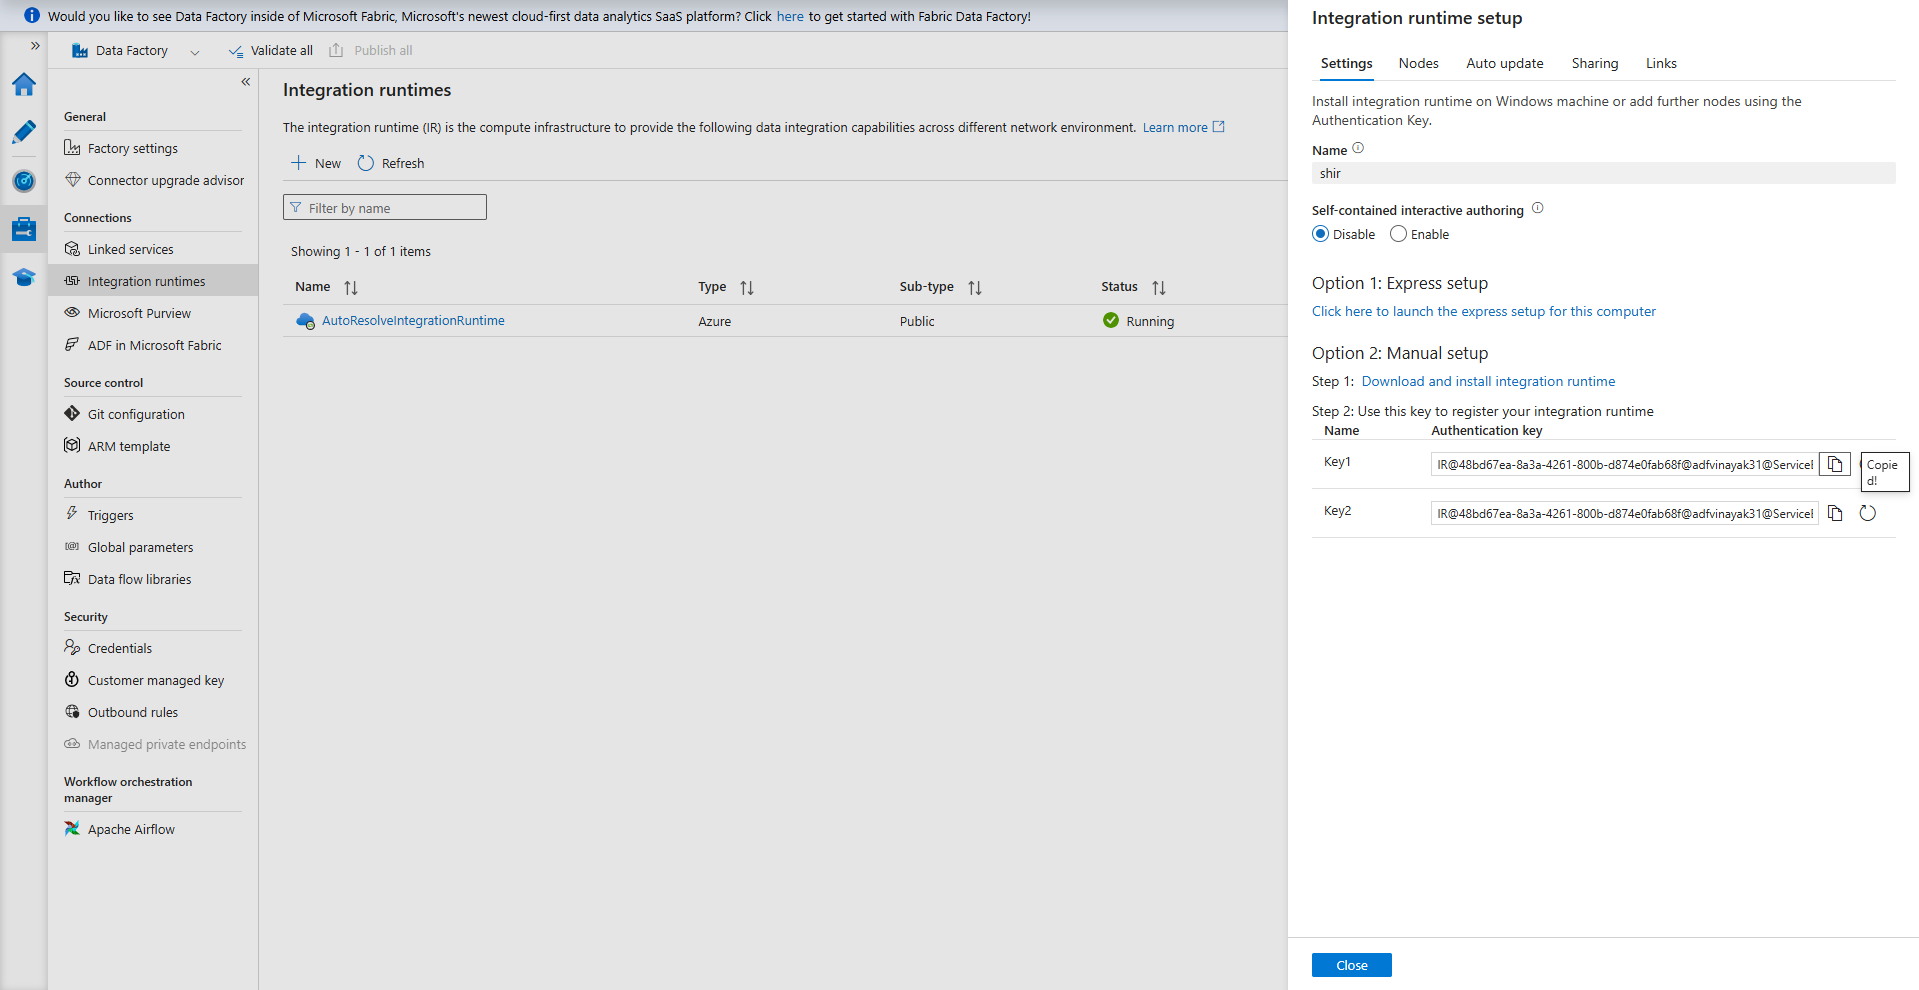 Would you like to see Data Factory inside of Microsoft Fabric, Microsoft's newest cloud-first data analytics SaaS platform? Click here to get started with Fabric Data Factory!
Data Factory
Validate all
Publish all
General
Factory settings
Connector upgrade advisor
Connections
Linked services
Integration runtimes
Microsoft Purview
ADF in Microsoft Fabric
Source control
Git configuration
ARM template
Author
Triggers
Global parameters
Data flow libraries
Security
Credentials
Customer managed key
Outbound rules
Managed private endpoints
Workflow orchestration
manager
Apache Airflow
Integration runtimes
The integration runtime (IR) is the compute infrastructure to provide the following data integration capabilities across different network environment. Learn more
New Refresh
Filter by name
Showing 1 - 1 of 1 items
Name Type Sub-type Status
AutoResolveIntegrationRuntime Azure Public Running
Integration runtime setup
Settings Nodes Auto update Sharing Links
Install integration runtime on Windows machine or add further nodes using the
Authentication Key.
Name
shir
Self-contained interactive authoring
Disable Enable
Option 1: Express setup
Click here to launch the express setup for this computer
Option 2: Manual setup
Step 1: Download and install integration runtime
Step 2: Use this key to register your integration runtime
Name Authentication key
Key1 IR@48bd67ea-8a3a-4261-800b-d874e0fab68f@adfvinayak31@Service
Copie
d!
Key2 IR@48bd67ea-8a3a-4261-800b-d874e0fab68f@adfvinayak31@Service
Close